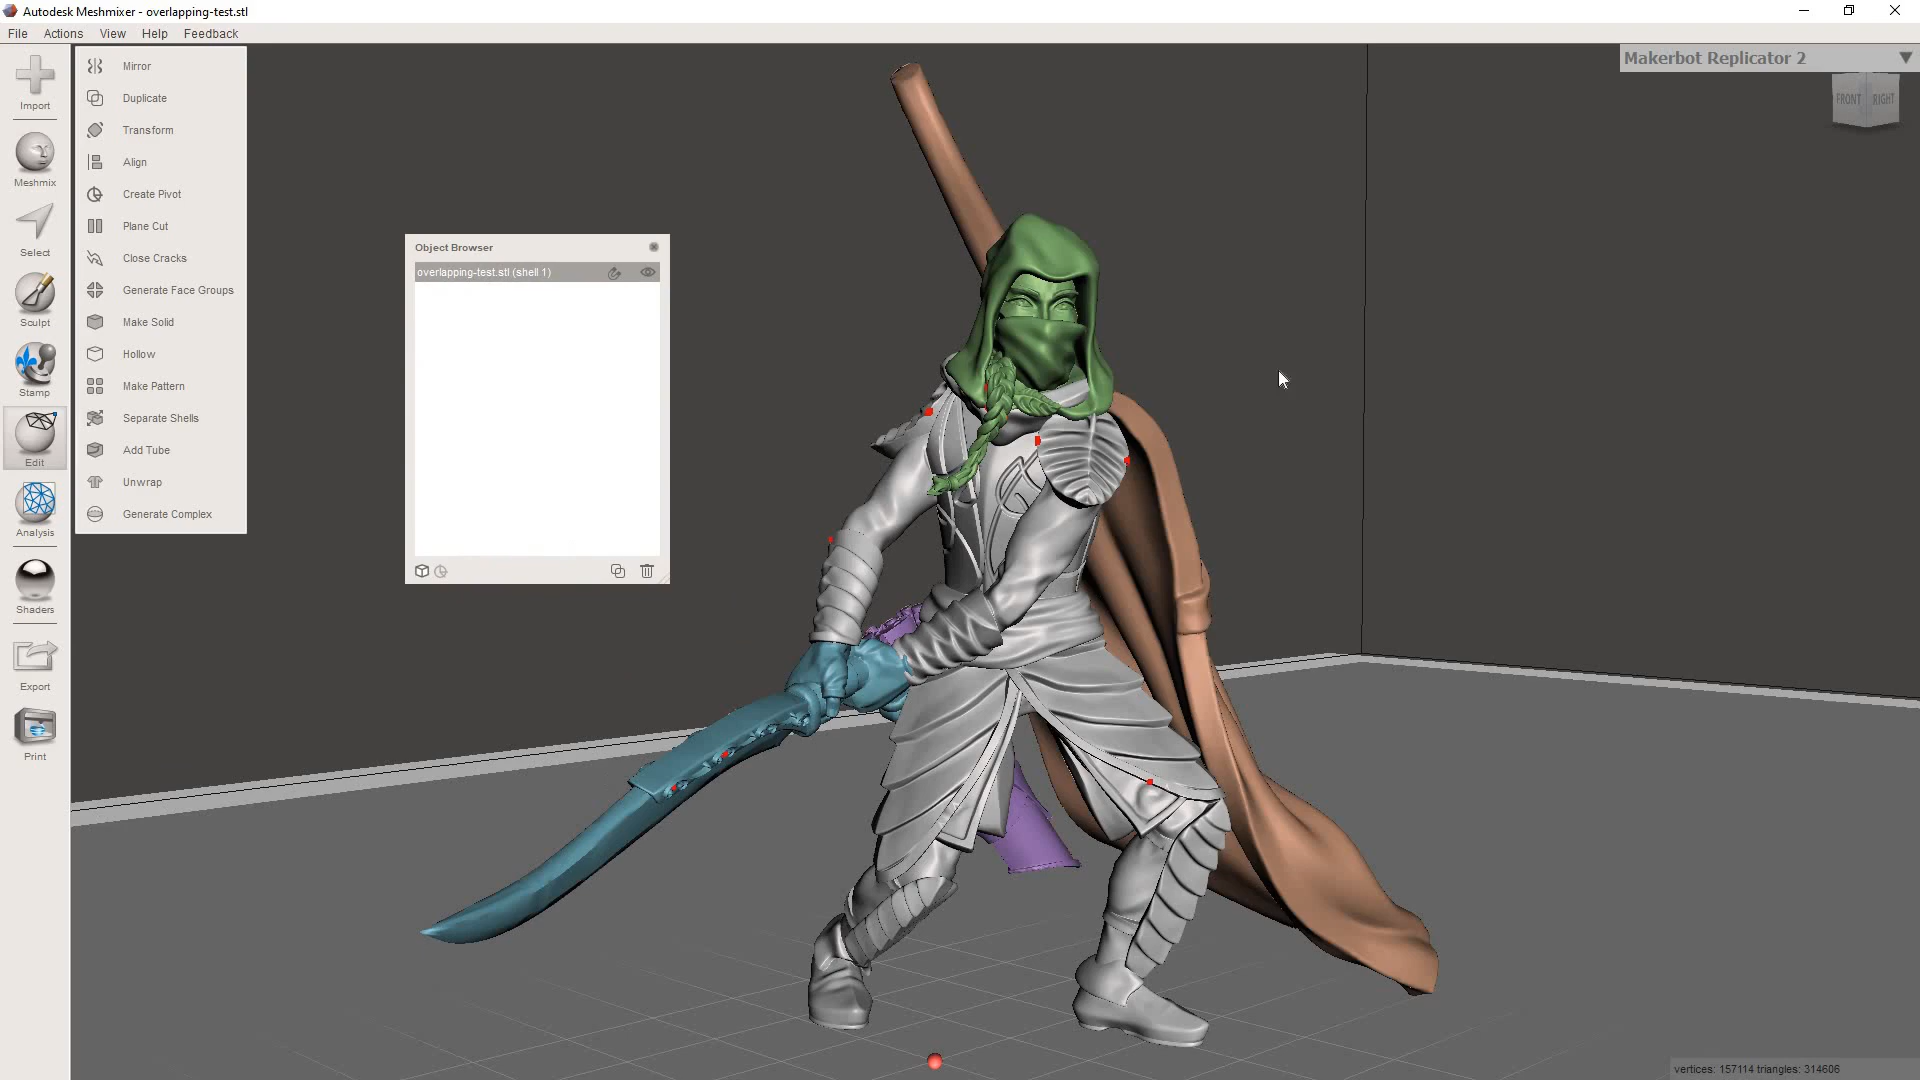 Autodesk Meshmixer - overlapping-test.stl
File Actions View Help Feedback
Import
Meshmix
Select
Sculpt
Stamp
Edit
Analysis
Shaders
Export
Print
Mirror
Duplicate
Transform
Align
Create Pivot
Plane Cut
Close Cracks
Generate Face Groups
Make Solid
Hollow
Make Pattern
Separate Shells
Add Tube
Unwrap
Generate Complex
Object Browser
overlapping-test.stl (shell 1)
Makerbot Replicator 2
FRONT RIGHT
vertices: 157114 triangles: 314606